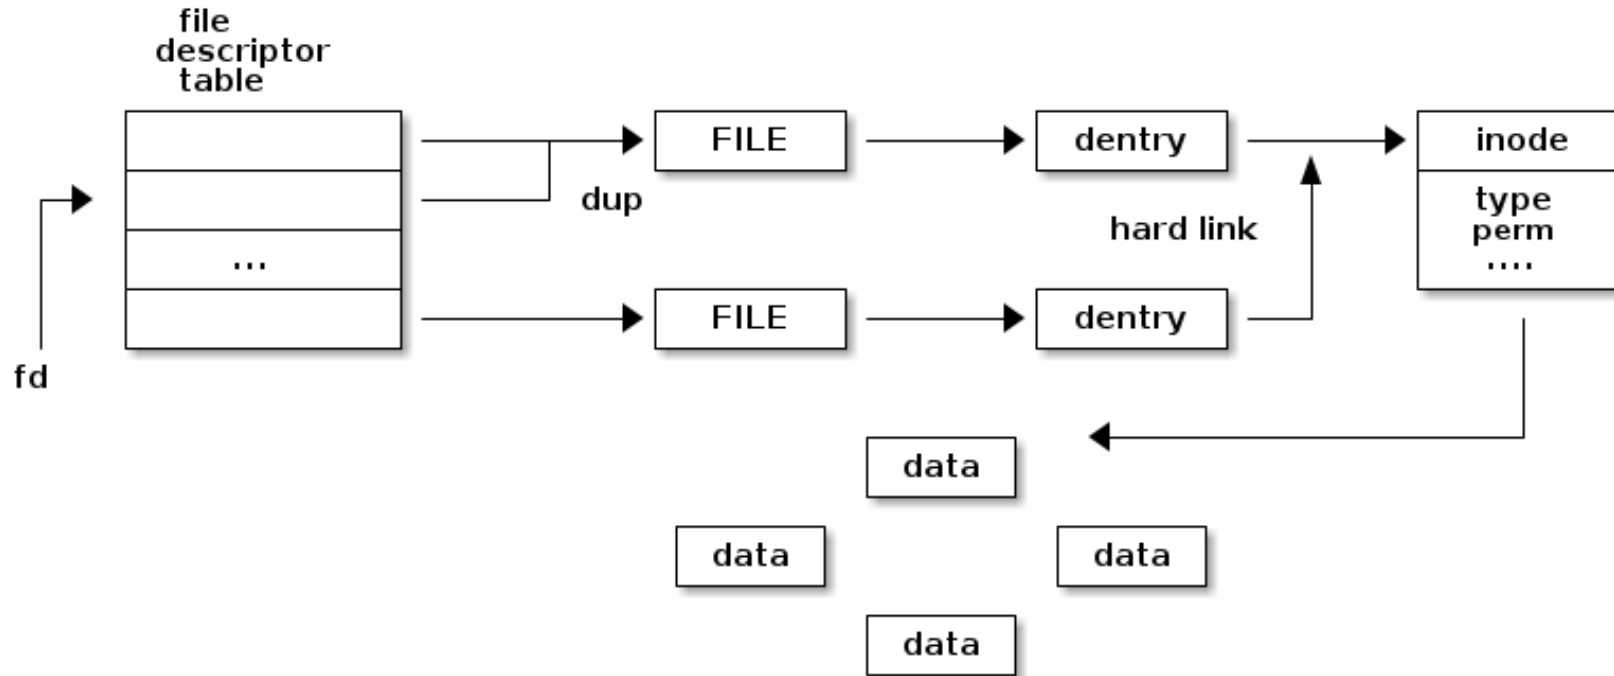 file
descriptor
table
FILE
dentry
inode
dup
type
hard link
perm
...
....
FILE
dentry
fd
data
data
data
data